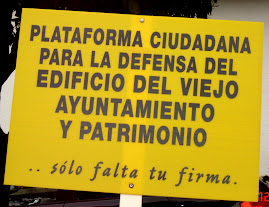 PLATAFORMA CIUDADANA
PARA LA DEFENSA DEL
EDIFICIO DEL VIEJO
AYUNTAMIENTO
Y PATRIMONIO
.. sólo falta tu firma.